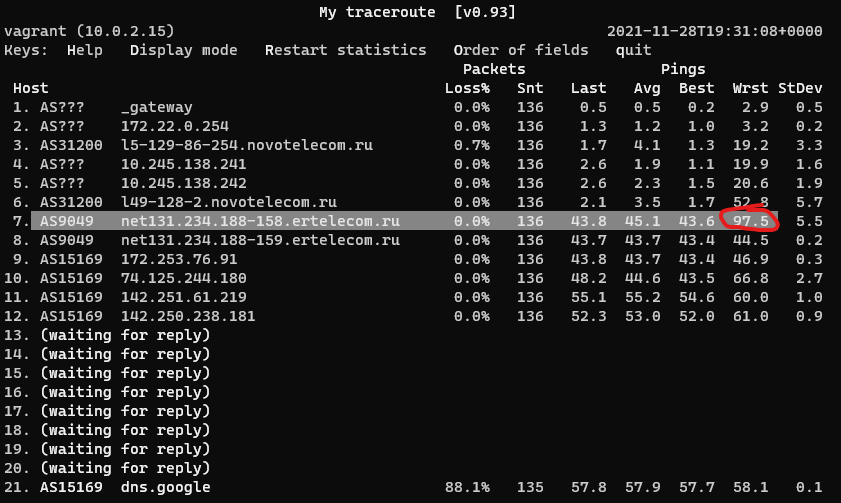 My traceroute [v0.93]
vagrant (10.0.2.15) 2021-11-28T19:31:08+0000
Keys: Help Display mode Restart statistics Order of fields quit
Packets Pings
Host Loss% Snt Last Avg Best Wrst StDev
1. AS??? _gateway 0.0% 136 0.5 0.5 0.2 2.9 0.5
2. AS??? 172.22.0.254 0.0% 136 1.3 1.2 1.0 3.2 0.2
3. AS31200 l5-129-86-254.novotelecom.ru 0.7% 136 1.7 4.1 1.3 19.2 3.3
4. AS??? 10.245.138.241 0.0% 136 2.6 1.9 1.1 19.9 1.6
5. AS??? 10.245.138.242 0.0% 136 2.6 2.3 1.5 20.6 1.9
6. AS31200 l49-128-2.novotelecom.ru 0.0% 136 2.1 3.5 1.7 52.8 5.7
7. AS9049 net131.234.188-158.ertelecom.ru 0.0% 136 43.8 45.1 43.6 97.5 5.5
8. AS9049 net131.234.188-159.ertelecom.ru 0.0% 136 43.7 43.7 43.4 44.5 0.2
9. AS15169 172.253.76.91 0.0% 136 43.8 43.7 43.4 46.9 0.3
10. AS15169 74.125.244.180 0.0% 136 48.2 44.6 43.5 66.8 2.7
11. AS15169 142.251.61.219 0.0% 136 55.1 55.2 54.6 60.0 1.0
12. AS15169 142.250.238.181 0.0% 136 52.3 53.0 52.0 61.0 0.9
13. (waiting for reply)
14. (waiting for reply)
15. (waiting for reply)
16. (waiting for reply)
17. (waiting for reply)
18. (waiting for reply)
19. (waiting for reply)
20. (waiting for reply)
21. AS15169 dns.google 88.1% 135 57.8 57.9 57.7 58.1 0.1